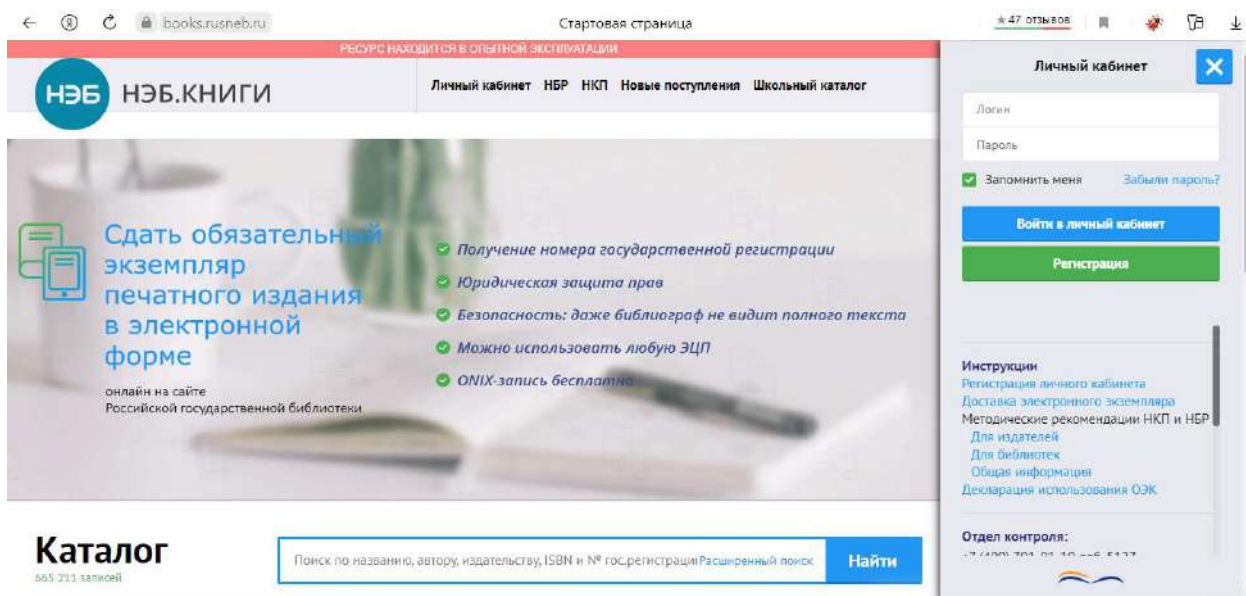 books.rusneb.ru
Стартовая страница
47 отзывов
РЕСУРС НАХОДИТСЯ В ОПЫТНОЙ ЭКСПЛУАТАЦИИ
НЭБ
НЭБ.КНИГИ
Личный кабинет НБР НКП Новые поступления Школьный каталог
Сдать обязательный
экземпляр
печатного издания
в электронной
форме
онлайн на сайте
Российской государственной библиотеки
Получение номера государственной регистрации
Юридическая защита прав
Безопасность: даже библиограф не видит полного текста
Можно использовать любую ЭЦП
ONIX-запись бесплатно
Каталог
665 211 записей
Поиск по названию, автору, издательству, ISBN и № гос.регистрации Расширенный поиск
Найти
Личный кабинет
Логин
Пароль
Запомнить меня Забыли пароль?
Войти в личный кабинет
Регистрация
Инструкции
Регистрация личного кабинета
Доставка электронного экземпляра
Методические рекомендации НКП и НБР
Для издателей
Для библиотек
Общая информация
Декларация использования ОЭК
Отдел контроля: